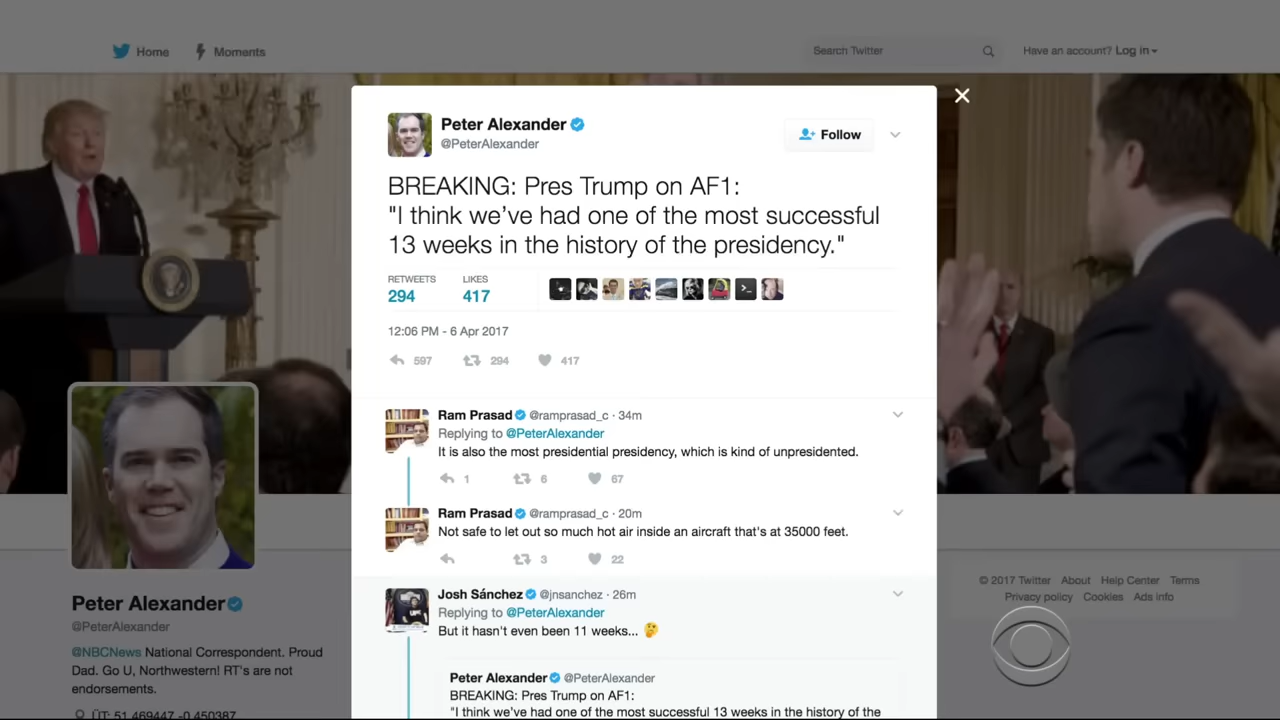 Home
Moments
Search Twitter
Have an account? Log in
Peter Alexander
@PeterAlexander
Follow
BREAKING: Pres Trump on AF1:
"I think we’ve had one of the most successful
13 weeks in the history of the presidency."
RETWEETS
294
LIKES
417
12:06 PM - 6 Apr 2017
597
294
417
Ram Prasad @ramprasad_c · 34m
Replying to @PeterAlexander
It is also the most presidential presidency, which is kind of unpresidented.
1
6
67
Ram Prasad @ramprasad_c · 20m
Not safe to let out so much hot air inside an aircraft that's at 35000 feet.
3
22
Josh Sánchez @jnsanchez · 26m
Replying to @PeterAlexander
But it hasn't even been 11 weeks... 🤔
Peter Alexander @PeterAlexander
BREAKING: Pres Trump on AF1:
"I think we've had one of the most successful 13 weeks in the history of the
Peter Alexander
@PeterAlexander
@NBCNews National Correspondent. Proud
Dad. Go U, Northwestern! RT's are not
endorsements.
ÜT: 51.469447,-0.450387
© 2017 Twitter About Help Center Terms
Privacy policy Cookies Ads info